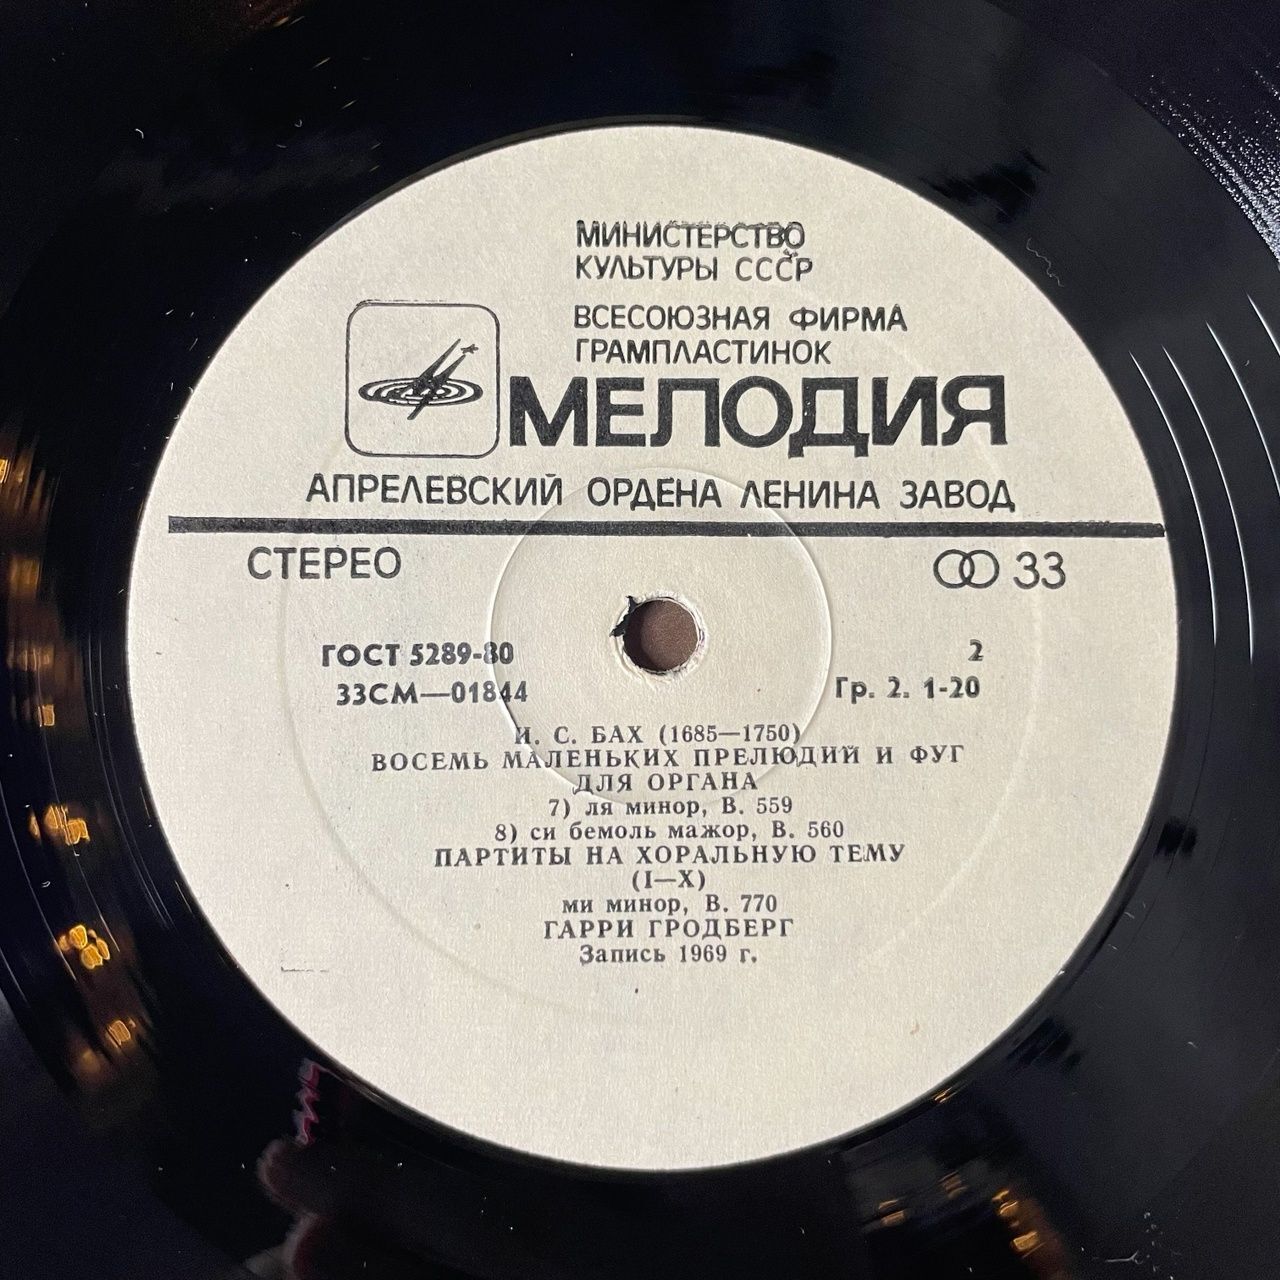 МИНИСТЕРСТВО
КУЛЬТУРЫ СССР
ВСЕСОЮЗНАЯ ФИРМА
ГРАМПЛАСТИНОК
МЕЛОДИЯ
АПРЕЛЕВСКИЙ ОРДЕНА ЛЕНИНА ЗАВОД
СТЕРЕО 33
ГОСТ 5289-80 2
33СМ—01844 Гр. 2. 1-20
И. С. БАХ (1685—1750)
ВОСЕМЬ МАЛЕНЬКИХ ПРЕЛЮДИЙ И ФУГ
ДЛЯ ОРГАНА
7) ля минор, В. 559
8) си бемоль мажор, В. 560
ПАРТИТЫ НА ХОРАЛЬНУЮ ТЕМУ
(I—X)
ми минор, В. 770
ГАРРИ ГРОДБЕРГ
Запись 1969 г.